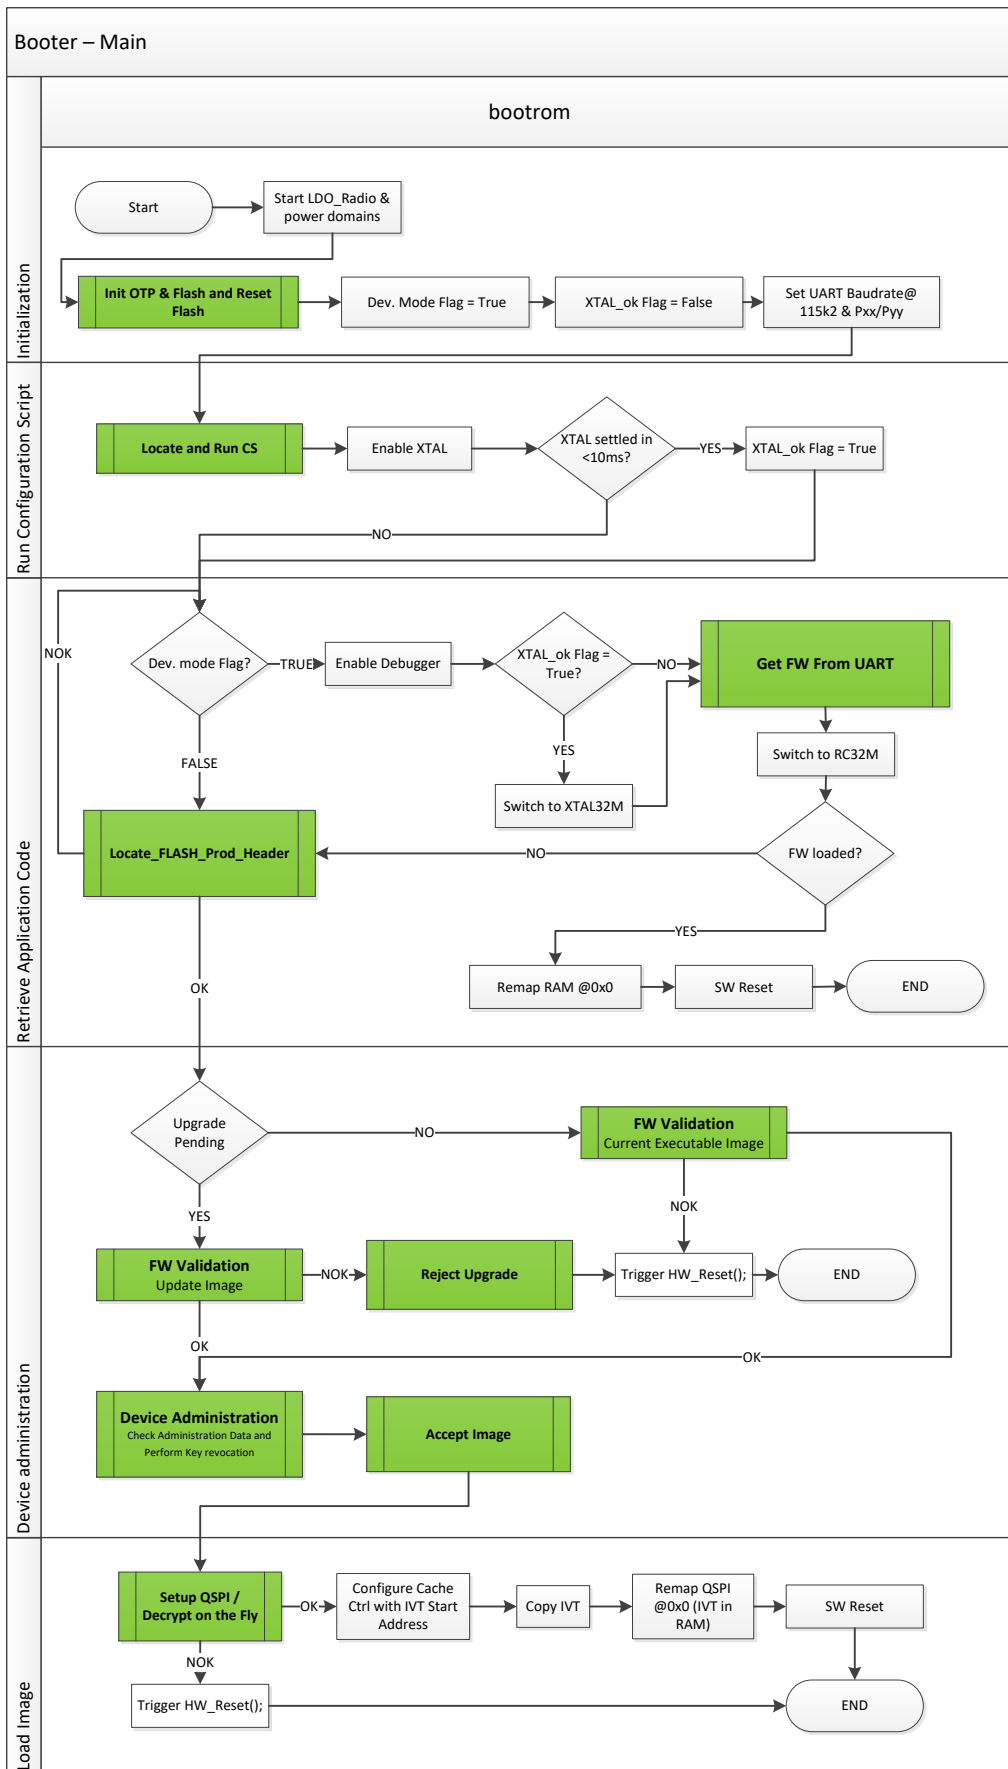 Booter – Main
bootrom
Initialization
Start
Start LDO_Radio &
power domains
Init OTP & Flash and Reset
Flash
Dev. Mode Flag = True
XTAL_ok Flag = False
Set UART Baudrate@
115k2 & Pxx/Pyy
Run Configuration Script
Locate and Run CS
Enable XTAL
XTAL settled in
<10ms?
YES
XTAL_ok Flag = True
NO
Retrieve Application Code
NOK
Dev. mode Flag?
TRUE
Enable Debugger
XTAL_ok Flag =
True?
NO
Get FW From UART
YES
Switch to XTAL32M
Switch to RC32M
FALSE
Locate_FLASH_Prod_Header
NO
FW loaded?
YES
OK
Remap RAM @0x0
SW Reset
END
Device administration
Upgrade
Pending
NO
FW Validation
Current Executable Image
YES
NOK
FW Validation
Update Image
NOK
Reject Upgrade
Trigger HW_Reset();
END
OK
OK
Device Administration
Check Administration Data and
Perform Key revocation
Accept Image
Load Image
Setup QSPI /
Decrypt on the Fly
OK
Configure Cache
Ctrl with IVT Start
Address
Copy IVT
Remap QSPI
@0x0 (IVT in
RAM)
SW Reset
NOK
Trigger HW_Reset();
END